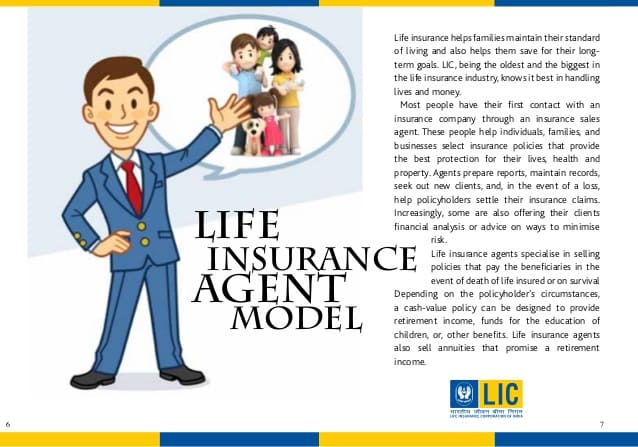 LIFE
INSURANCE
AGENT
MODEL
Life insurance helps families maintain their standard
of living and also helps them save for their long-
term goals. LIC, being the oldest and the biggest in
the life insurance industry, knows it best in handling
lives and money.
Most people have their first contact with an
insurance company through an insurance sales
agent. These people help individuals, families, and
businesses select insurance policies that provide
the best protection for their lives, health and
property. Agents prepare reports, maintain records,
seek out new clients, and, in the event of a loss,
help policyholders settle their insurance claims.
Increasingly, some are also offering their clients
financial analysis or advice on ways to minimise
risk.
Life insurance agents specialise in selling
policies that pay the beneficiaries in the
event of death of life insured or on survival
Depending on the policyholder's circumstances,
a cash-value policy can be designed to provide
retirement income, funds for the education of
children, or, other benefits. Life insurance agents
also sell annuities that promise a retirement
income.
LIC
भारतीय जीवन बीमा निगम
LIFE INSURANCE CORPORATION OF INDIA
6
7